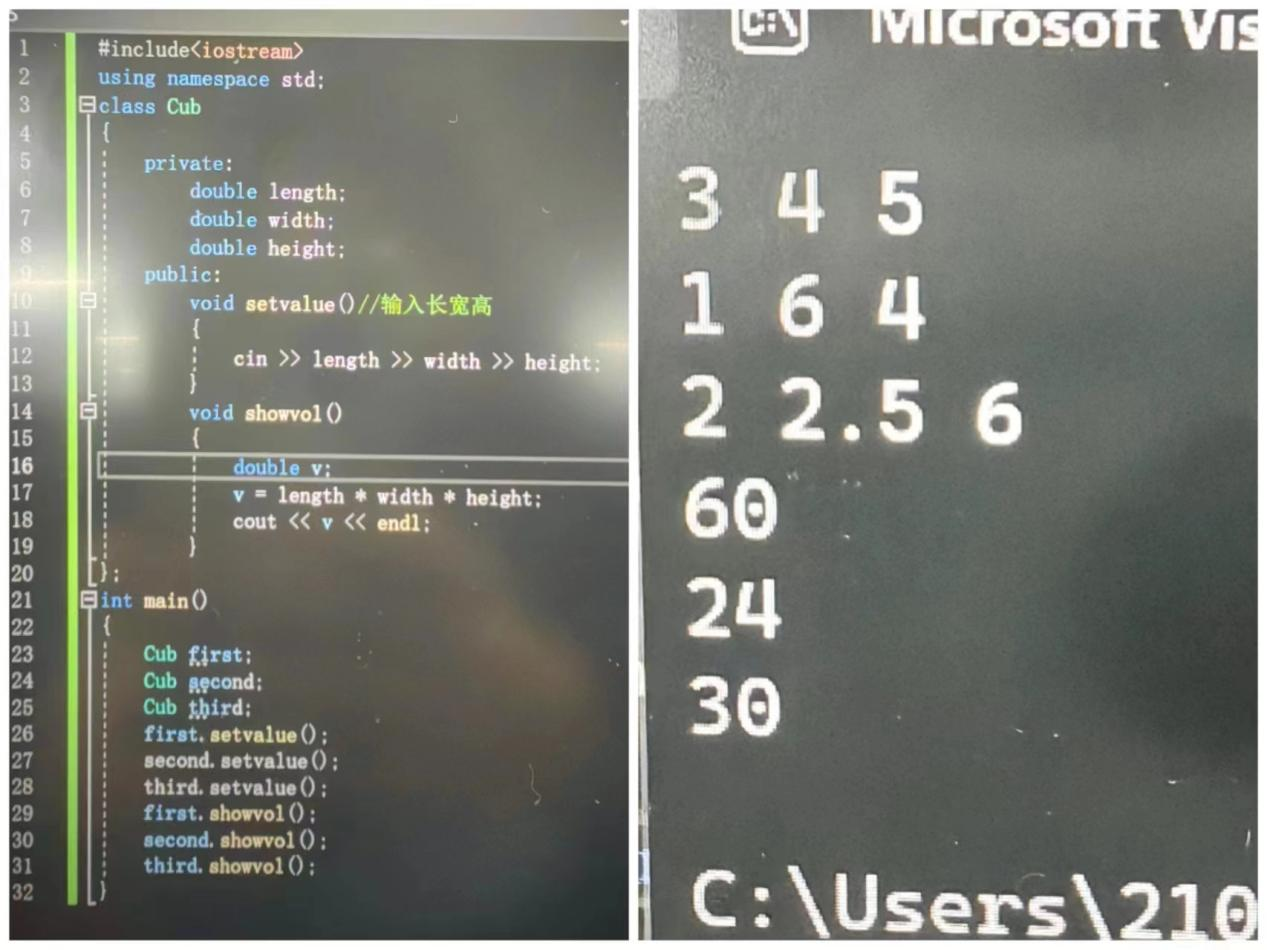 1 #include<iostream>
2 using namespace std;
3 class Cub
4 {
5 private:
6 double length;
7 double width;
8 double height;
9 public:
10 void setvalue()//输入长宽高
11 {
12 cin >> length >> width >> height;
13 }
14 void showvol()
15 {
16 double v;
17 v = length * width * height;
18 cout << v << endl;
19 }
20 };
21 int main()
22 {
23 Cub first;
24 Cub second;
25 Cub third;
26 first.setvalue();
27 second.setvalue();
28 third.setvalue();
29 first.showvol();
30 second.showvol();
31 third.showvol();
32 }
C:\ Microsoft Vis
3 4 5
1 6 4
2 2.5 6
60
24
30
C:\Users\210